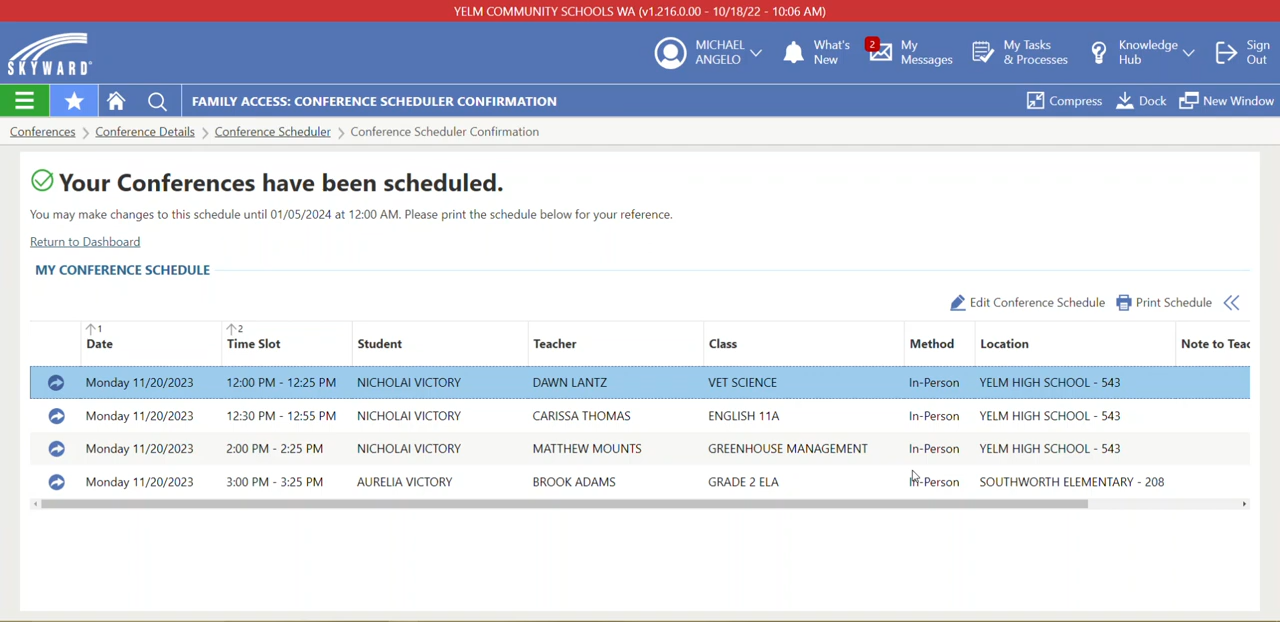 YELM COMMUNITY SCHOOLS WA (v1.216.0.00 - 10/18/22 - 10:06 AM)
SKYWARD
MICHAEL ANGELO
What's New
2
My Messages
My Tasks & Processes
Knowledge Hub
Sign Out
FAMILY ACCESS: CONFERENCE SCHEDULER CONFIRMATION
Compress Dock New Window
Conferences Conference Details Conference Scheduler Conference Scheduler Confirmation
Your Conferences have been scheduled.
You may make changes to this schedule until 01/05/2024 at 12:00 AM. Please print the schedule below for your reference.
Return to Dashboard
MY CONFERENCE SCHEDULE
Edit Conference Schedule Print Schedule
1 2
Date Time Slot Student Teacher Class Method Location Note to Teac
Monday 11/20/2023 12:00 PM - 12:25 PM NICHOLAI VICTORY DAWN LANTZ VET SCIENCE In-Person YELM HIGH SCHOOL - 543
Monday 11/20/2023 12:30 PM - 12:55 PM NICHOLAI VICTORY CARISSA THOMAS ENGLISH 11A In-Person YELM HIGH SCHOOL - 543
Monday 11/20/2023 2:00 PM - 2:25 PM NICHOLAI VICTORY MATTHEW MOUNTS GREENHOUSE MANAGEMENT In-Person YELM HIGH SCHOOL - 543
Monday 11/20/2023 3:00 PM - 3:25 PM AURELIA VICTORY BROOK ADAMS GRADE 2 ELA In-Person SOUTHWORTH ELEMENTARY - 208